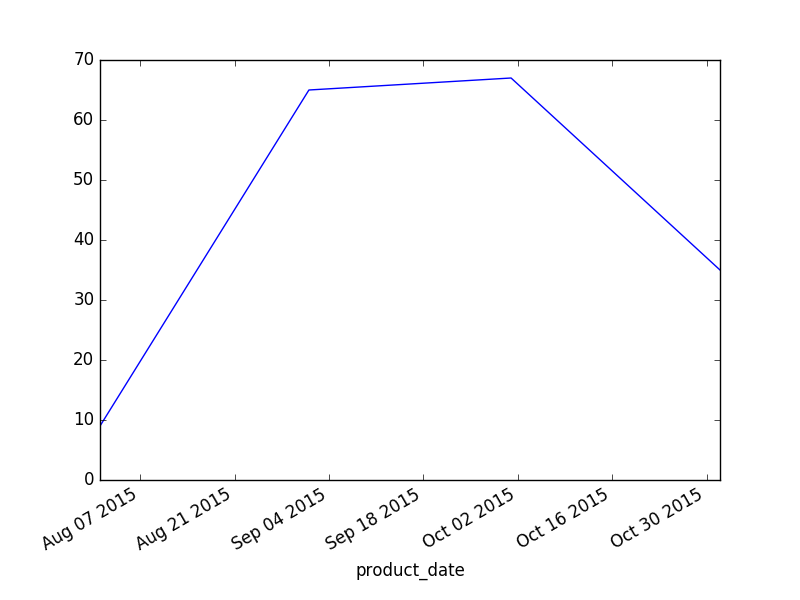 70
60
50
40
30
20
10
0
Aug 07 2015
Aug 21 2015
Sep 04 2015
Sep 18 2015
Oct 02 2015
Oct 16 2015
Oct 30 2015
product_date